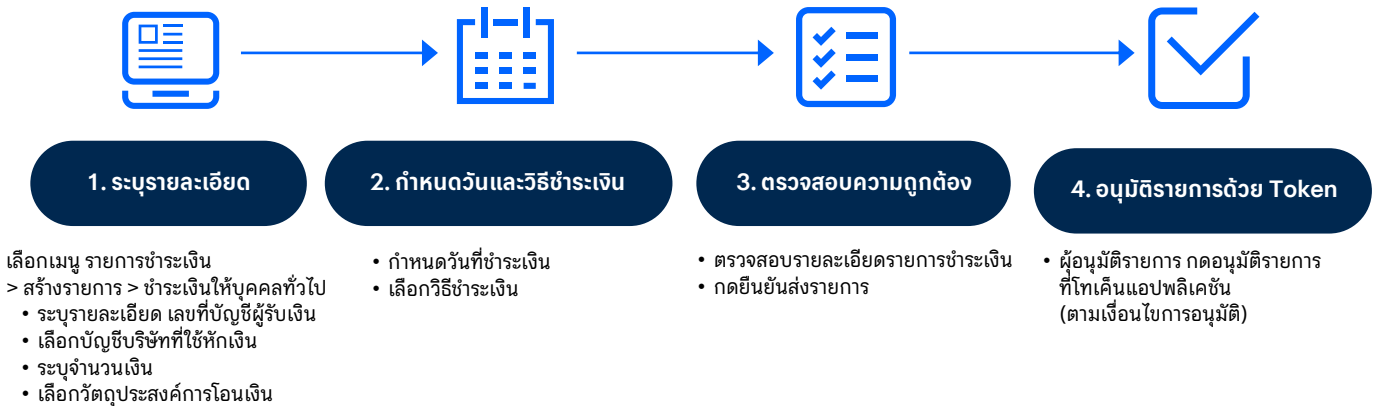 1. ระบุรายละเอียด
เลือกเมนู รายการชำระเงิน
> สร้างรายการ > ชำระเงินให้บุคคลทั่วไป
• ระบุรายละเอียด เลขที่บัญชีผู้รับเงิน
• เลือกบัญชีบริษัทที่ใช้หักเงิน
• ระบุจำนวนเงิน
• เลือกวัตถุประสงค์การโอนเงิน
2. กำหนดวันและวิธีชำระเงิน
• กำหนดวันที่ชำระเงิน
• เลือกวิธีชำระเงิน
3. ตรวจสอบความถูกต้อง
• ตรวจสอบรายละเอียดรายการชำระเงิน
• กดยืนยันส่งรายการ
4. อนุมัติรายการด้วย Token
• ผู้อนุมัติรายการ กดอนุมัติรายการ
ที่โทเค็นแอปพลิเคชัน
(ตามเงื่อนไขการอนุมัติ)